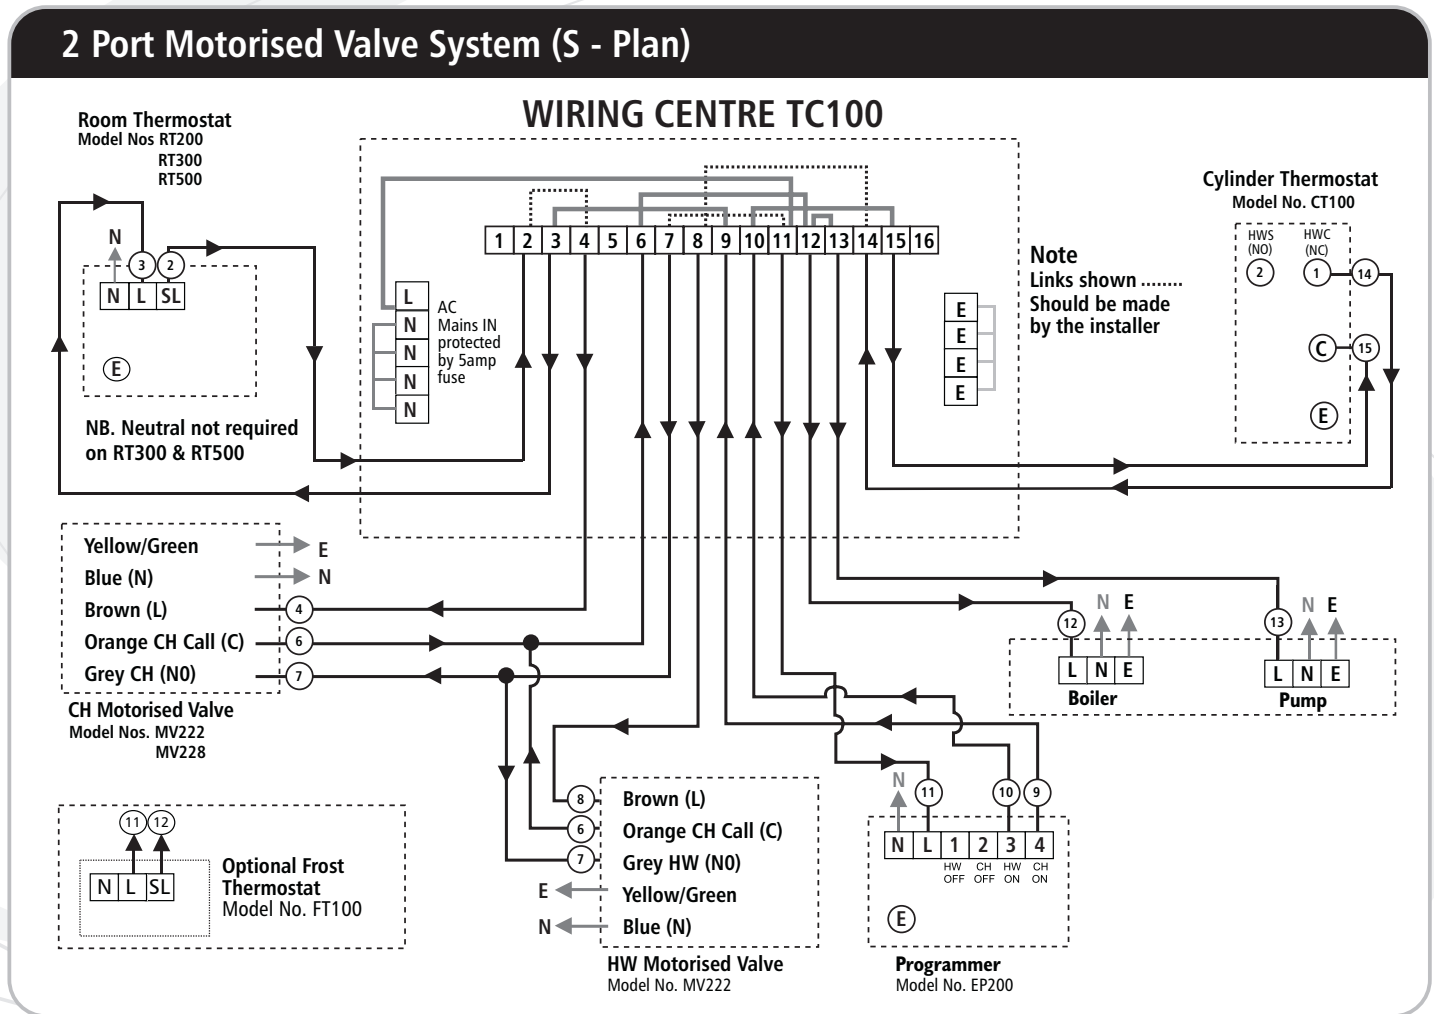 2 Port Motorised Valve System (S - Plan)
WIRING CENTRE TC100
Room Thermostat
Model Nos RT200
RT300
RT500
N
3 2
N L SL
E
NB. Neutral not required
on RT300 & RT500
1 2 3 4 5 6 7 8 9 10 11 12 13 14 15 16
L
N
N
N
N
AC
Mains IN
protected
by 5amp
fuse
E
E
E
E
Note
Links shown ........
Should be made
by the installer
Cylinder Thermostat
Model No. CT100
HWS
(NO)
2
HWC
(NC)
1
14
C
15
E
Yellow/Green
E
Blue (N)
N
Brown (L)
4
Orange CH Call (C)
6
Grey CH (N0)
7
CH Motorised Valve
Model Nos. MV222
MV228
12 N E
L N E
Boiler
13 N E
L N E
Pump
11 12
N L SL
Optional Frost
Thermostat
Model No. FT100
8
Brown (L)
6
Orange CH Call (C)
7
Grey HW (N0)
E
Yellow/Green
N
Blue (N)
HW Motorised Valve
Model No. MV222
N
11 10 9
N L 1 2 3 4
HW CH HW CH
OFF OFF ON ON
E
Programmer
Model No. EP200